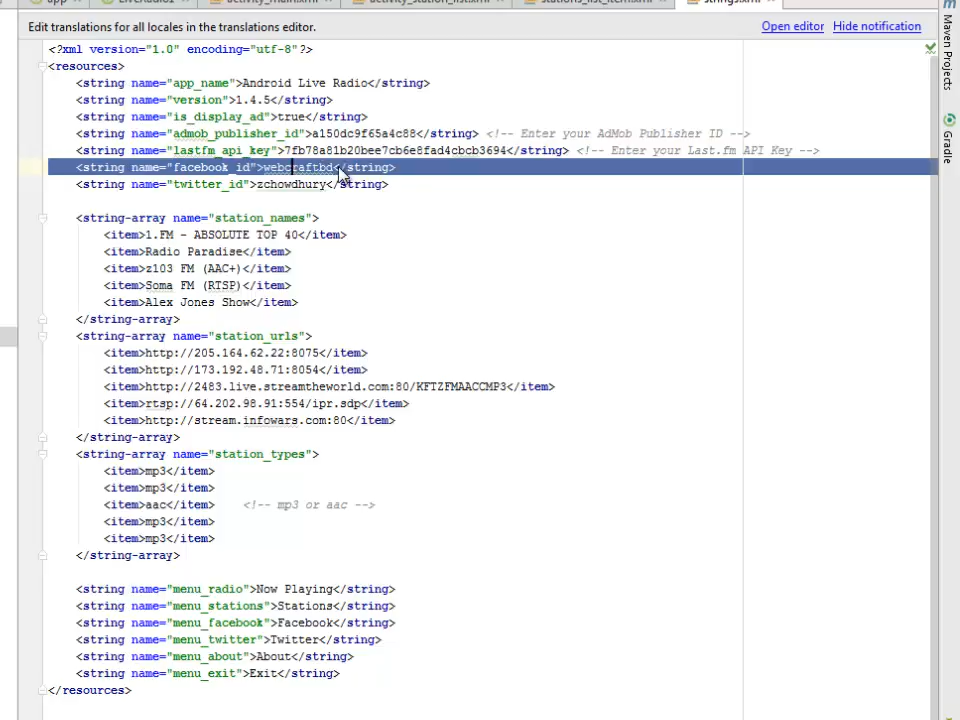 app
LiveRadio1
activity_main.xml
activity_station_list.xml
stations_list_item.xml
strings.xml
Edit translations for all locales in the translations editor.
Open editor Hide notification
Maven Projects
Gradle
<?xml version="1.0" encoding="utf-8"?>
<resources>
<string name="app_name">Android Live Radio</string>
<string name="version">1.4.5</string>
<string name="is_display_ad">true</string>
<string name="admob_publisher_id">a150dc9f65a4c88</string> <!-- Enter your AdMob Publisher ID -->
<string name="lastfm_api_key">7fb78a81b20bee7cb6e8fad4cbcb3694</string> <!-- Enter your Last.fm API Key -->
<string name="facebook_id">webcraftbd</string>
<string name="twitter_id">zchowdhury</string>
<string-array name="station_names">
<item>1.FM - ABSOLUTE TOP 40</item>
<item>Radio Paradise</item>
<item>z103 FM (AAC+)</item>
<item>Soma FM (RTSP)</item>
<item>Alex Jones Show</item>
</string-array>
<string-array name="station_urls">
<item>http://205.164.62.22:8075</item>
<item>http://173.192.48.71:8054</item>
<item>http://2483.live.streamtheworld.com:80/KFTZFMAACCMP3</item>
<item>rtsp://64.202.98.91:554/ipr.sdp</item>
<item>http://stream.infowars.com:80</item>
</string-array>
<string-array name="station_types">
<item>mp3</item>
<item>mp3</item>
<item>aac</item> <!-- mp3 or aac -->
<item>mp3</item>
<item>mp3</item>
</string-array>
<string name="menu_radio">Now Playing</string>
<string name="menu_stations">Stations</string>
<string name="menu_facebook">Facebook</string>
<string name="menu_twitter">Twitter</string>
<string name="menu_about">About</string>
<string name="menu_exit">Exit</string>
</resources>